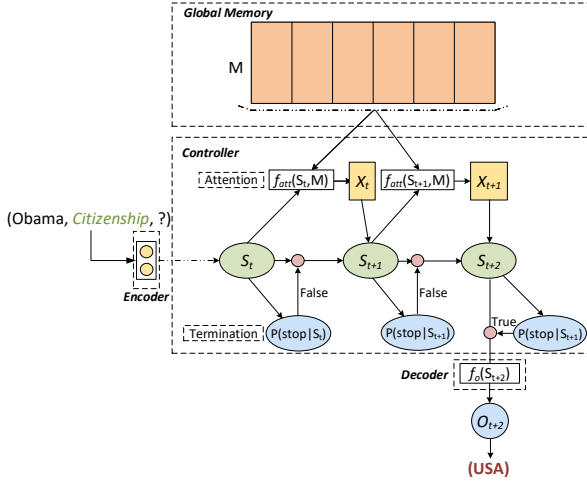 Global Memory
M
Controller
Attention
f_att(S_t,M)
X_t
f_att(S_t+1,M)
X_t+1
(Obama, Citizenship, ?)
Encoder
S_t
S_t+1
S_t+2
False
False
True
Termination
P(stop|S_t)
P(stop|S_t+1)
P(stop|S_t+1)
Decoder
f_o(S_t+2)
O_t+2
(USA)